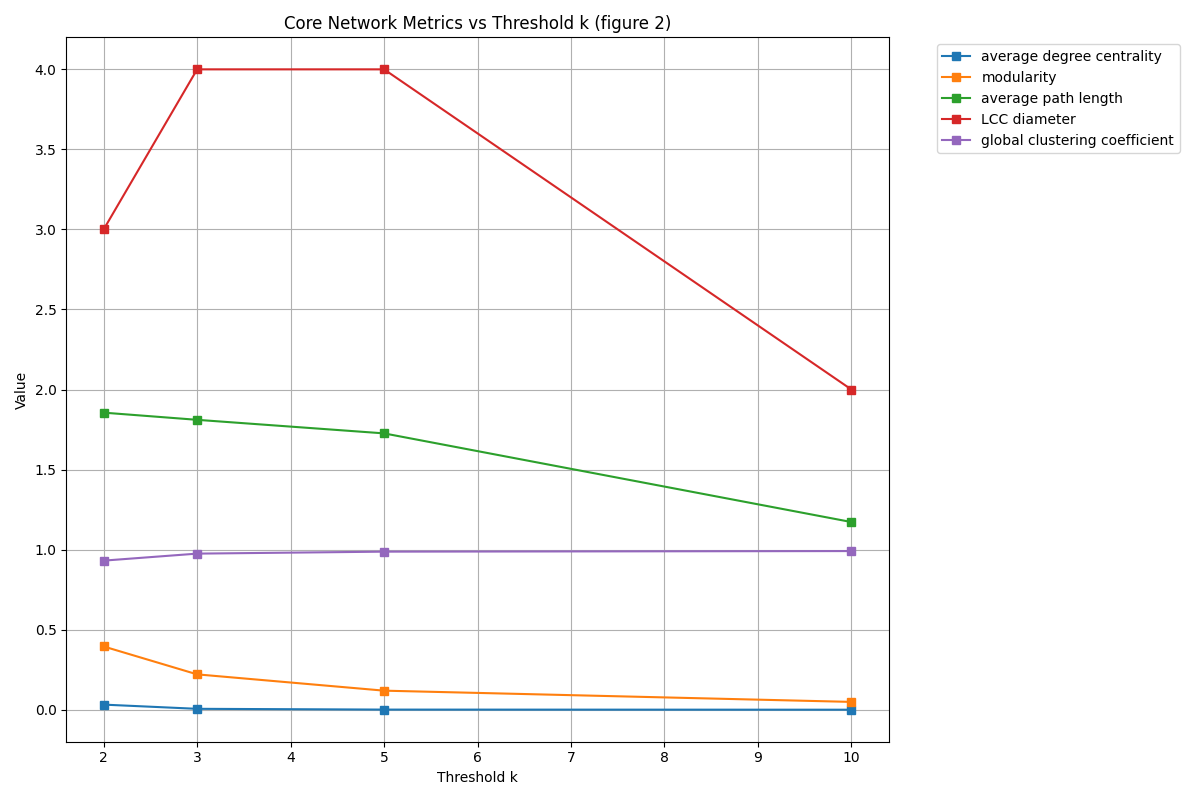 Core Network Metrics vs Threshold k (figure 2)
average degree centrality
modularity
average path length
LCC diameter
global clustering coefficient
4.0
3.5
3.0
2.5
2.0
1.5
1.0
0.5
0.0
Value
2 3 4 5 6 7 8 9 10
Threshold k